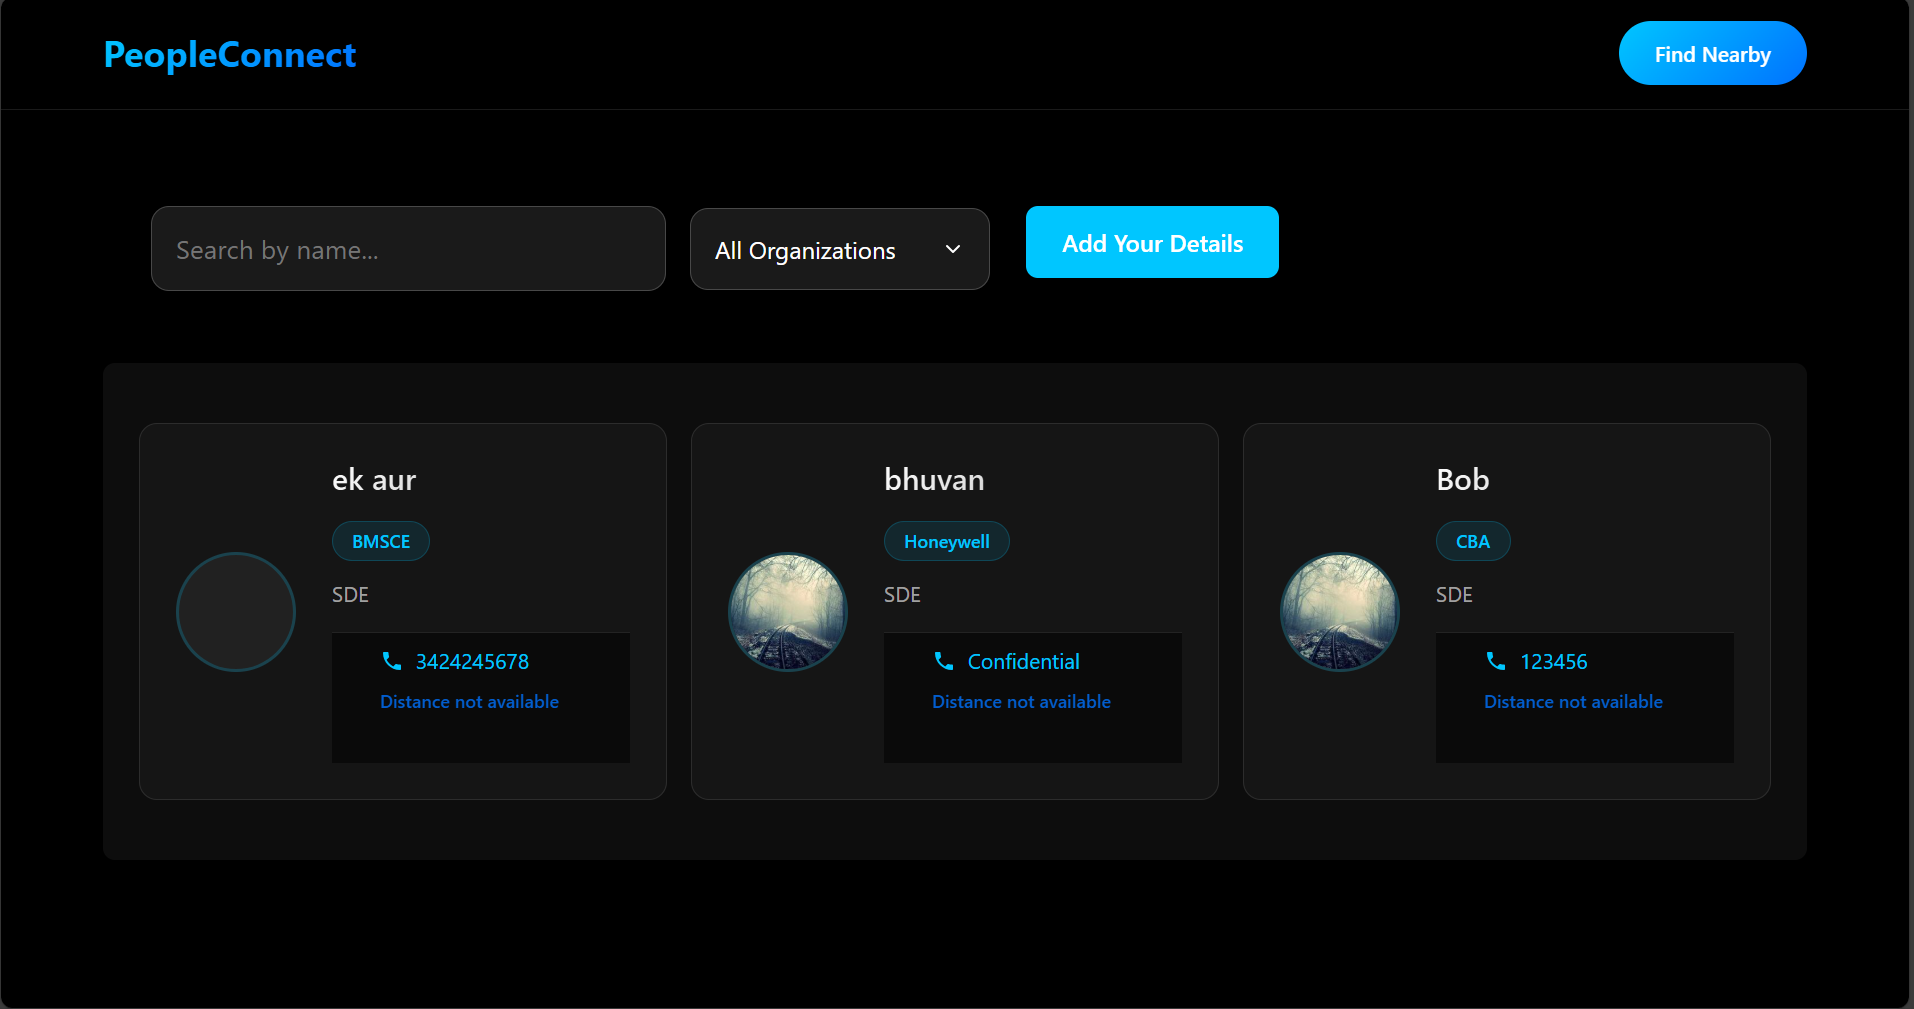 PeopleConnect
Find Nearby
Search by name...
All Organizations
Add Your Details
ek aur
BMSCE
SDE
3424245678
Distance not available
bhuvan
Honeywell
SDE
Confidential
Distance not available
Bob
CBA
SDE
123456
Distance not available